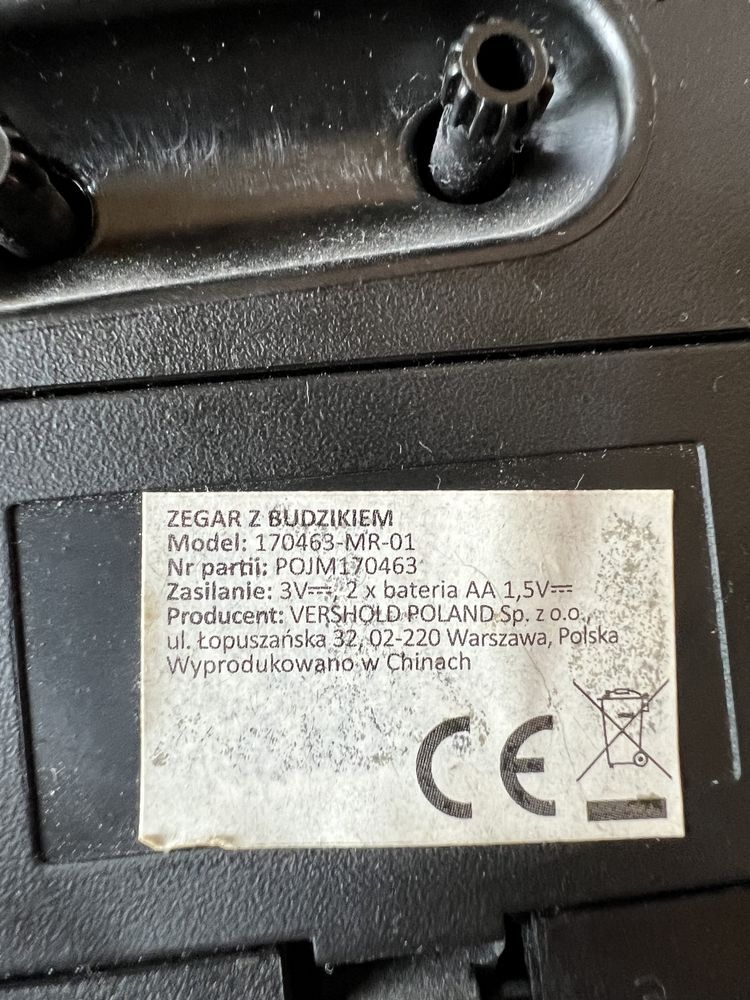 ZEGAR Z BUDZIKIEM
Model: 170463-MR-01
Nr partii: POJM170463
Zasilanie: 3V⎓, 2 x bateria AA 1,5V⎓
Producent: VERSHOLD POLAND Sp. z o.o.,
ul. Łopuszańska 32, 02-220 Warszawa, Polska
Wyprodukowano w Chinach
CE